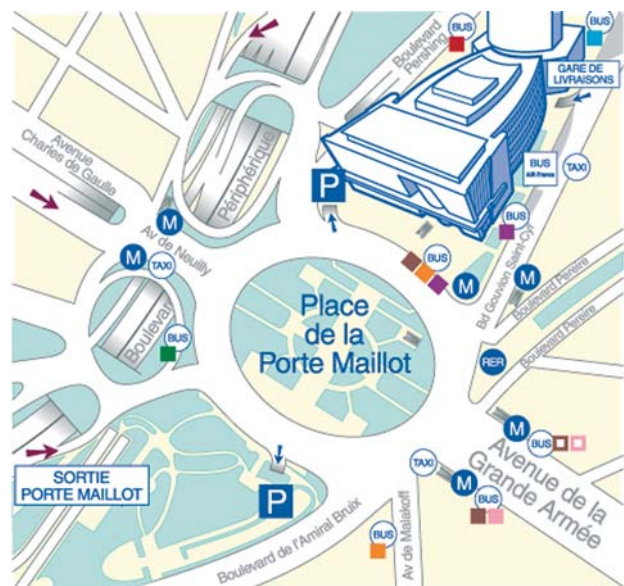 BUS
BUS
Boulevard
Pershing
GARE DE
LIVRAISONS
Avenue
Charles de Gaulle
Périphérique
P
BUS
AIR France
TAXI
M
Av de Neuilly
M
TAXI
BUS
BUS
M
M
Bd Gouvion Saint-Cyr
Boulevard Pereire
Boulevard Pereire
Boulevard
BUS
Place
de la
Porte Maillot
RER
M
BUS
SORTIE
PORTE MAILLOT
P
TAXI
M
BUS
Avenue de la
Grande Armée
Boulevard de l'Amiral Bruix
BUS
Av de Malakoff